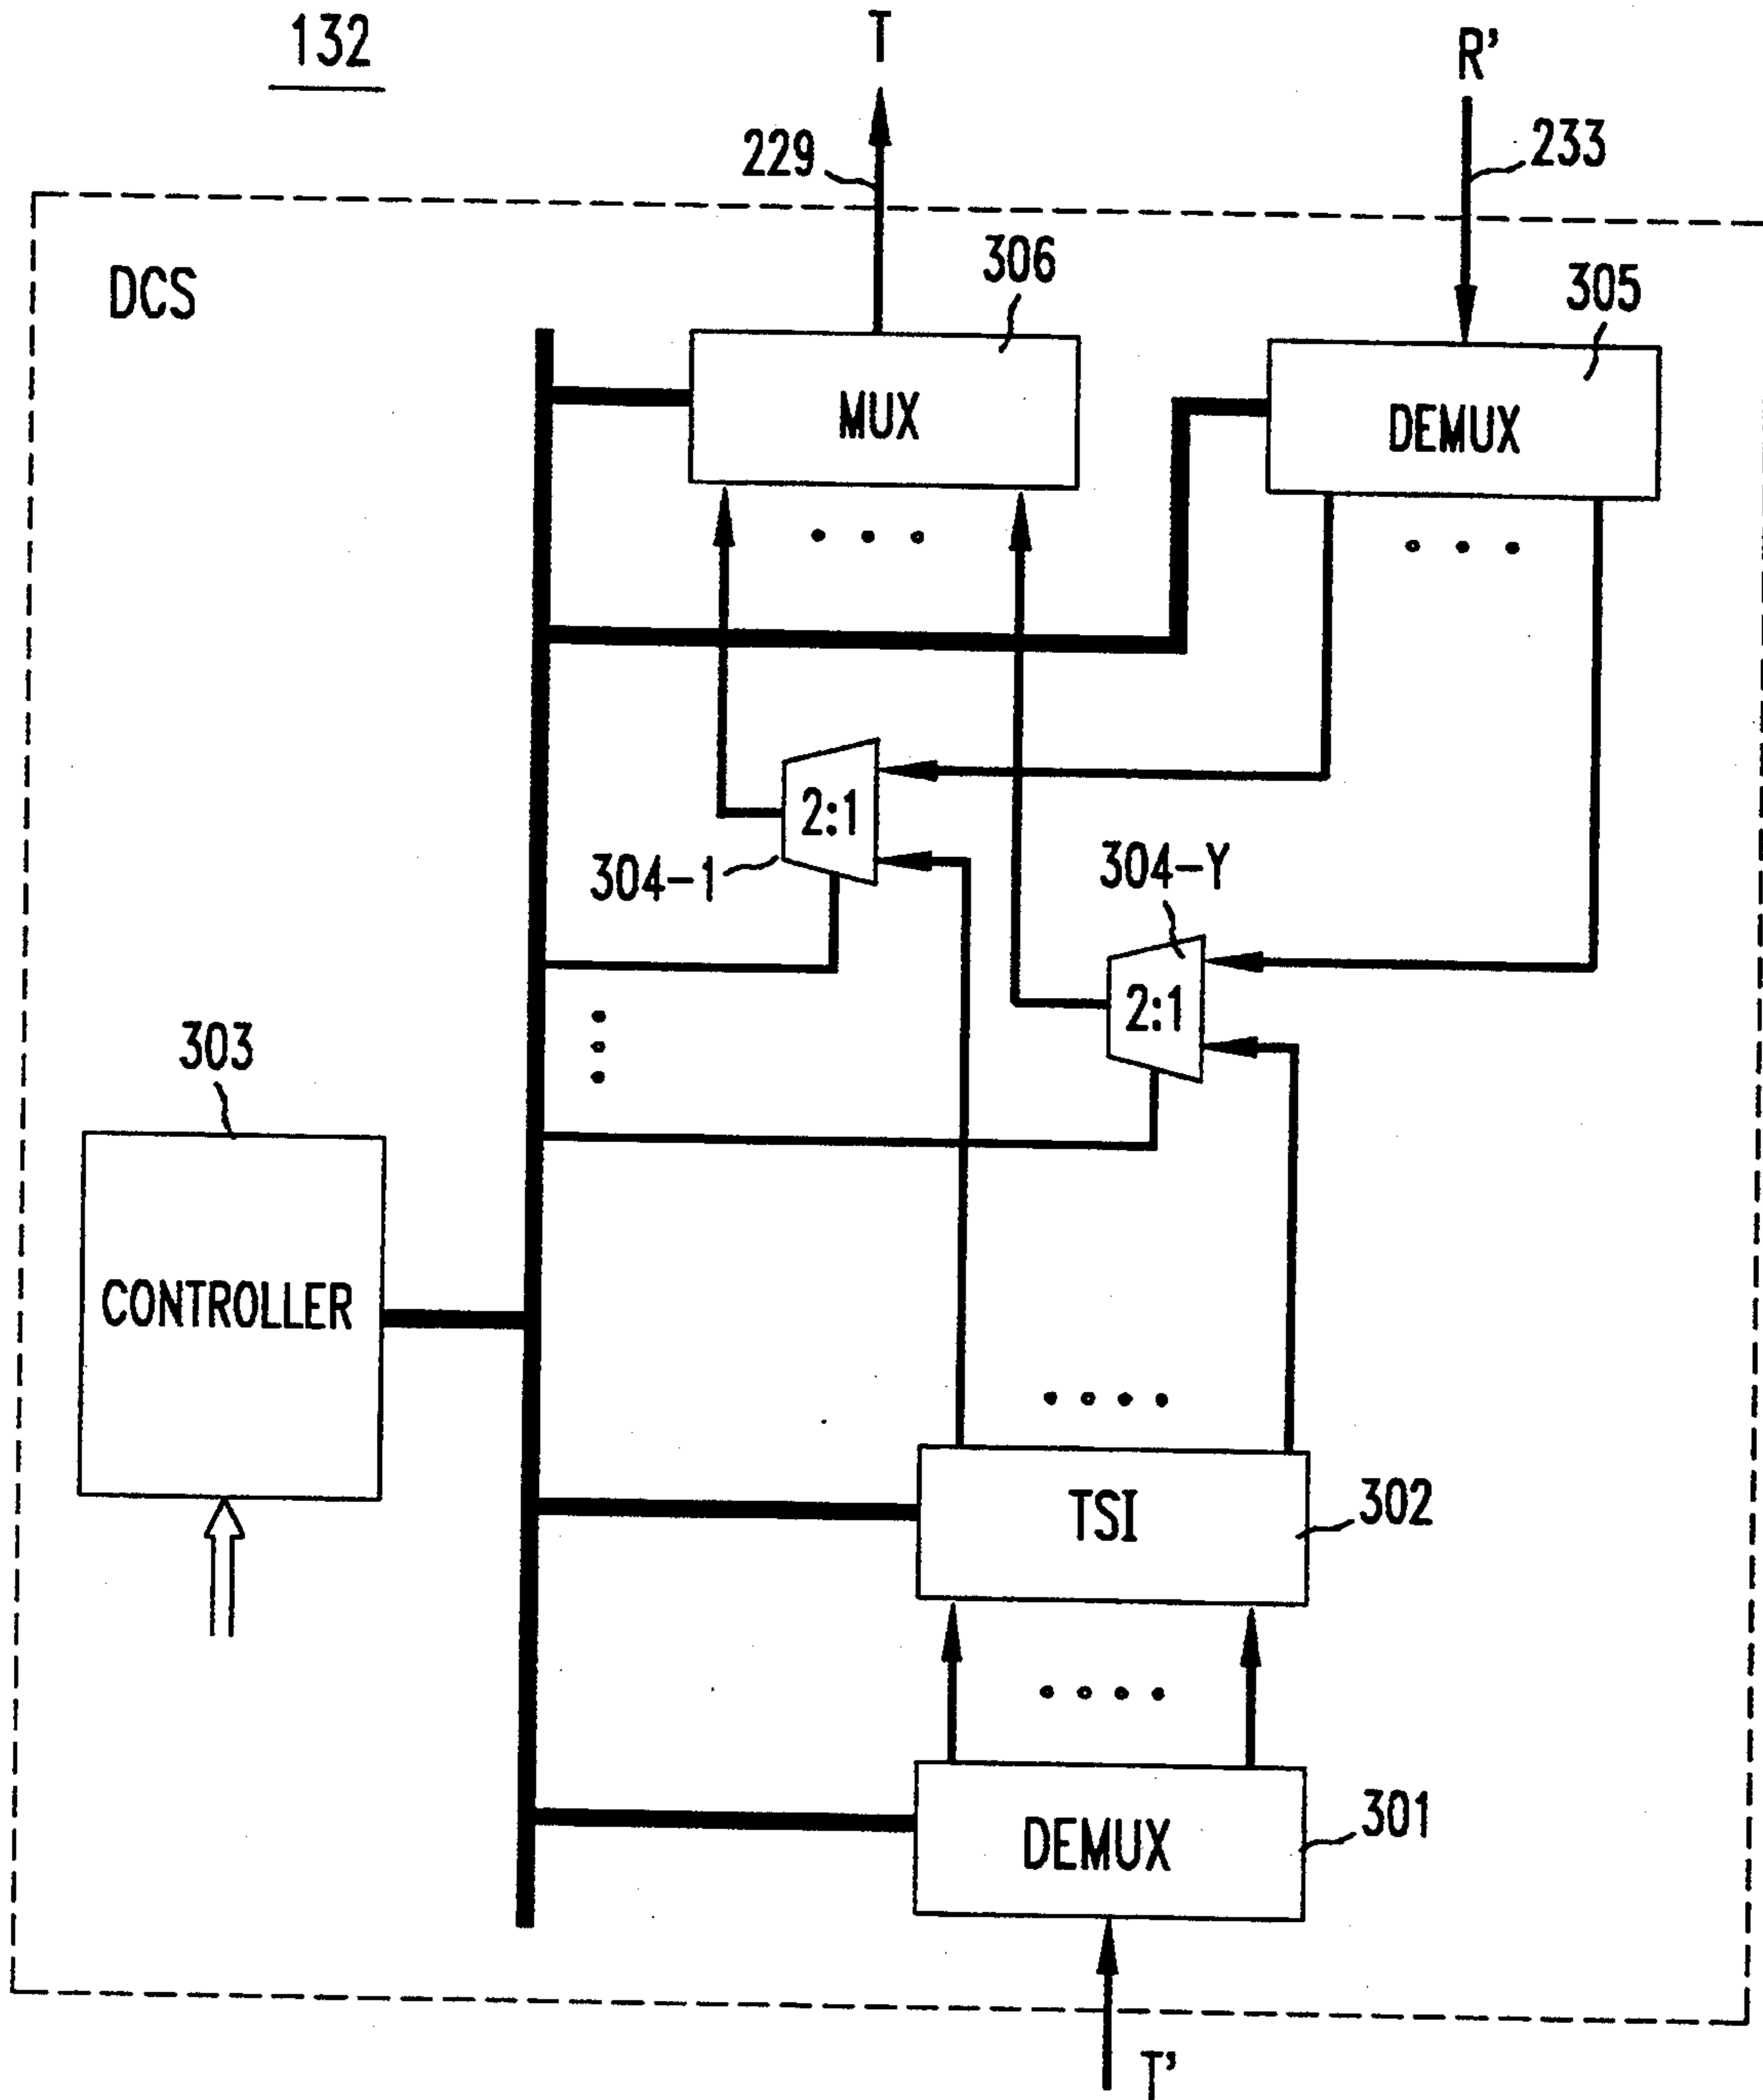 132
T
R'
229
233
DCS
306
305
MUX
DEMUX
2:1
304-1
304-Y
2:1
303
CONTROLLER
TSI
302
DEMUX
301
T'